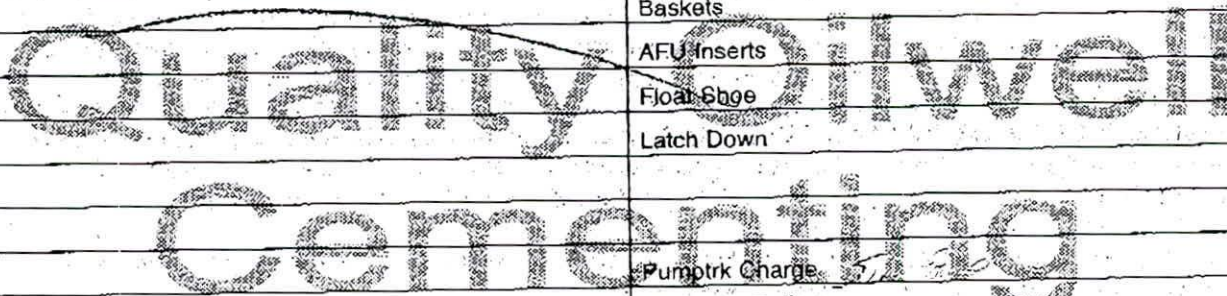 Baskets
Quality Oilwell
AFU Inserts
Float Shoe
Latch Down
Cementing
Pumptrk Charge